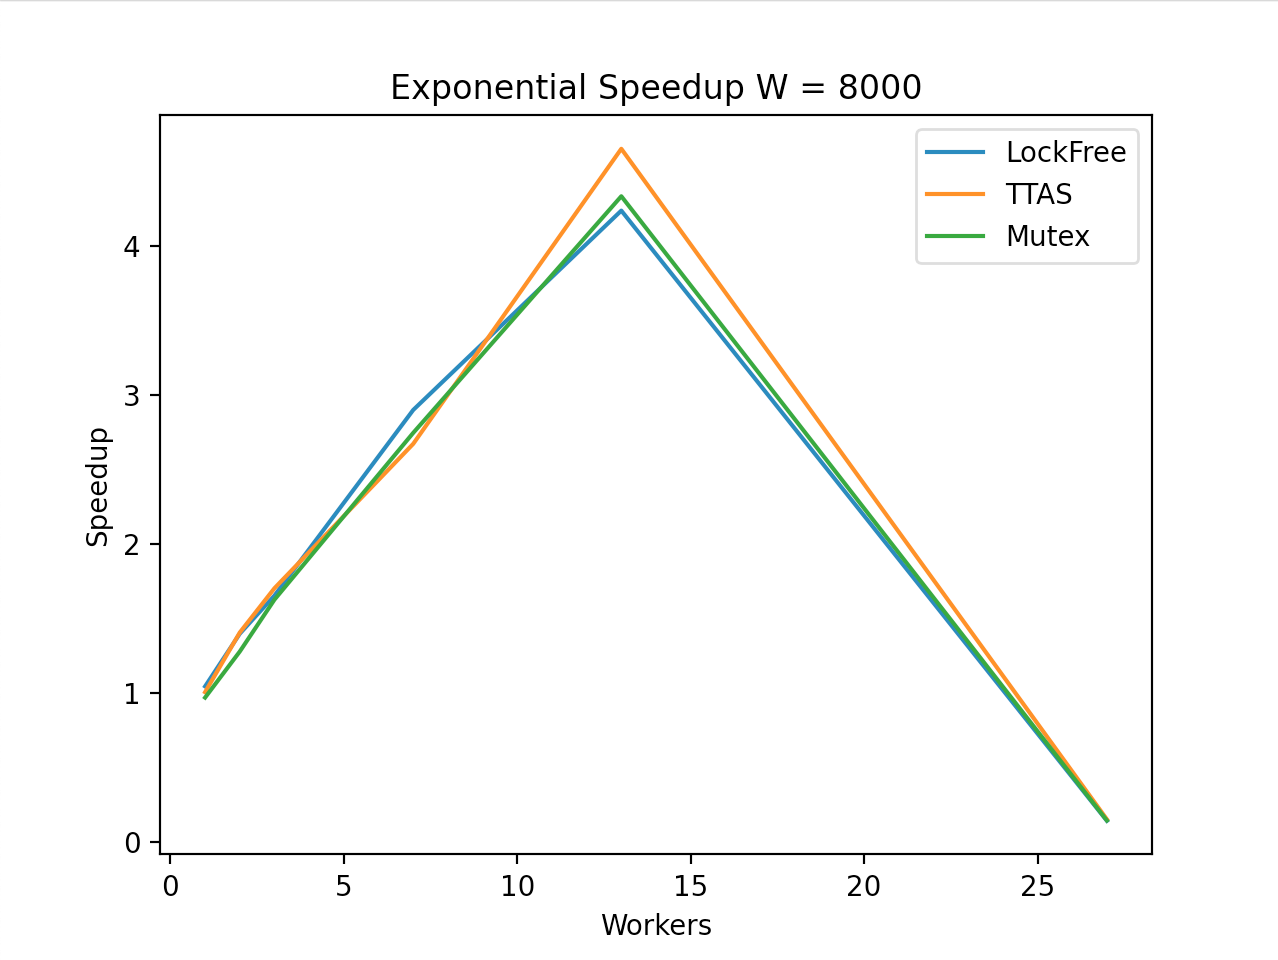 Exponential Speedup W = 8000
LockFree
TTAS
Mutex
4
3
2
1
0
Speedup
0 5 10 15 20 25
Workers